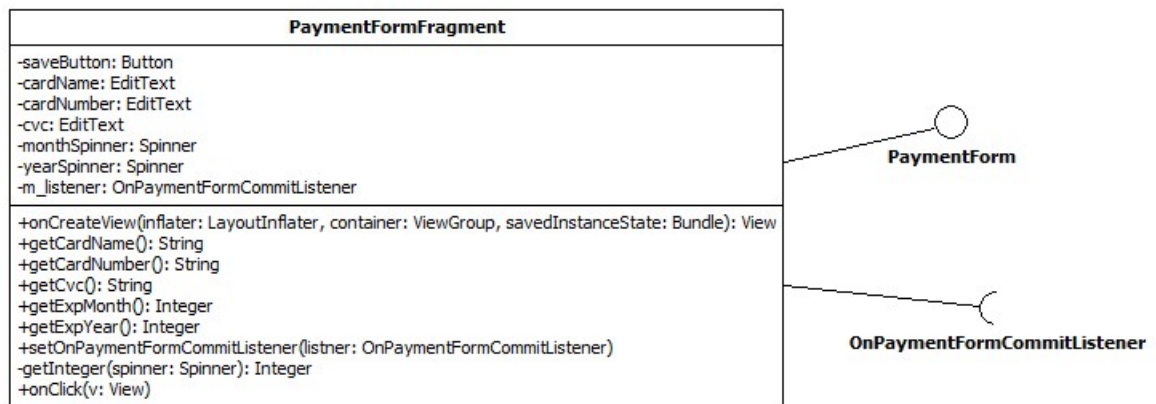 PaymentFormFragment
-saveButton: Button
-cardName: EditText
-cardNumber: EditText
-cvc: EditText
-monthSpinner: Spinner
-yearSpinner: Spinner
-m_listener: OnPaymentFormCommitListener
+onCreateView(inflater: LayoutInflater, container: ViewGroup, savedInstanceState: Bundle): View
+getCardName(): String
+getCardNumber(): String
+getCvc(): String
+getExpMonth(): Integer
+getExpYear(): Integer
+setOnPaymentFormCommitListener(listner: OnPaymentFormCommitListener)
-getInteger(spinner: Spinner): Integer
+onClick(v: View)
PaymentForm
OnPaymentFormCommitListener